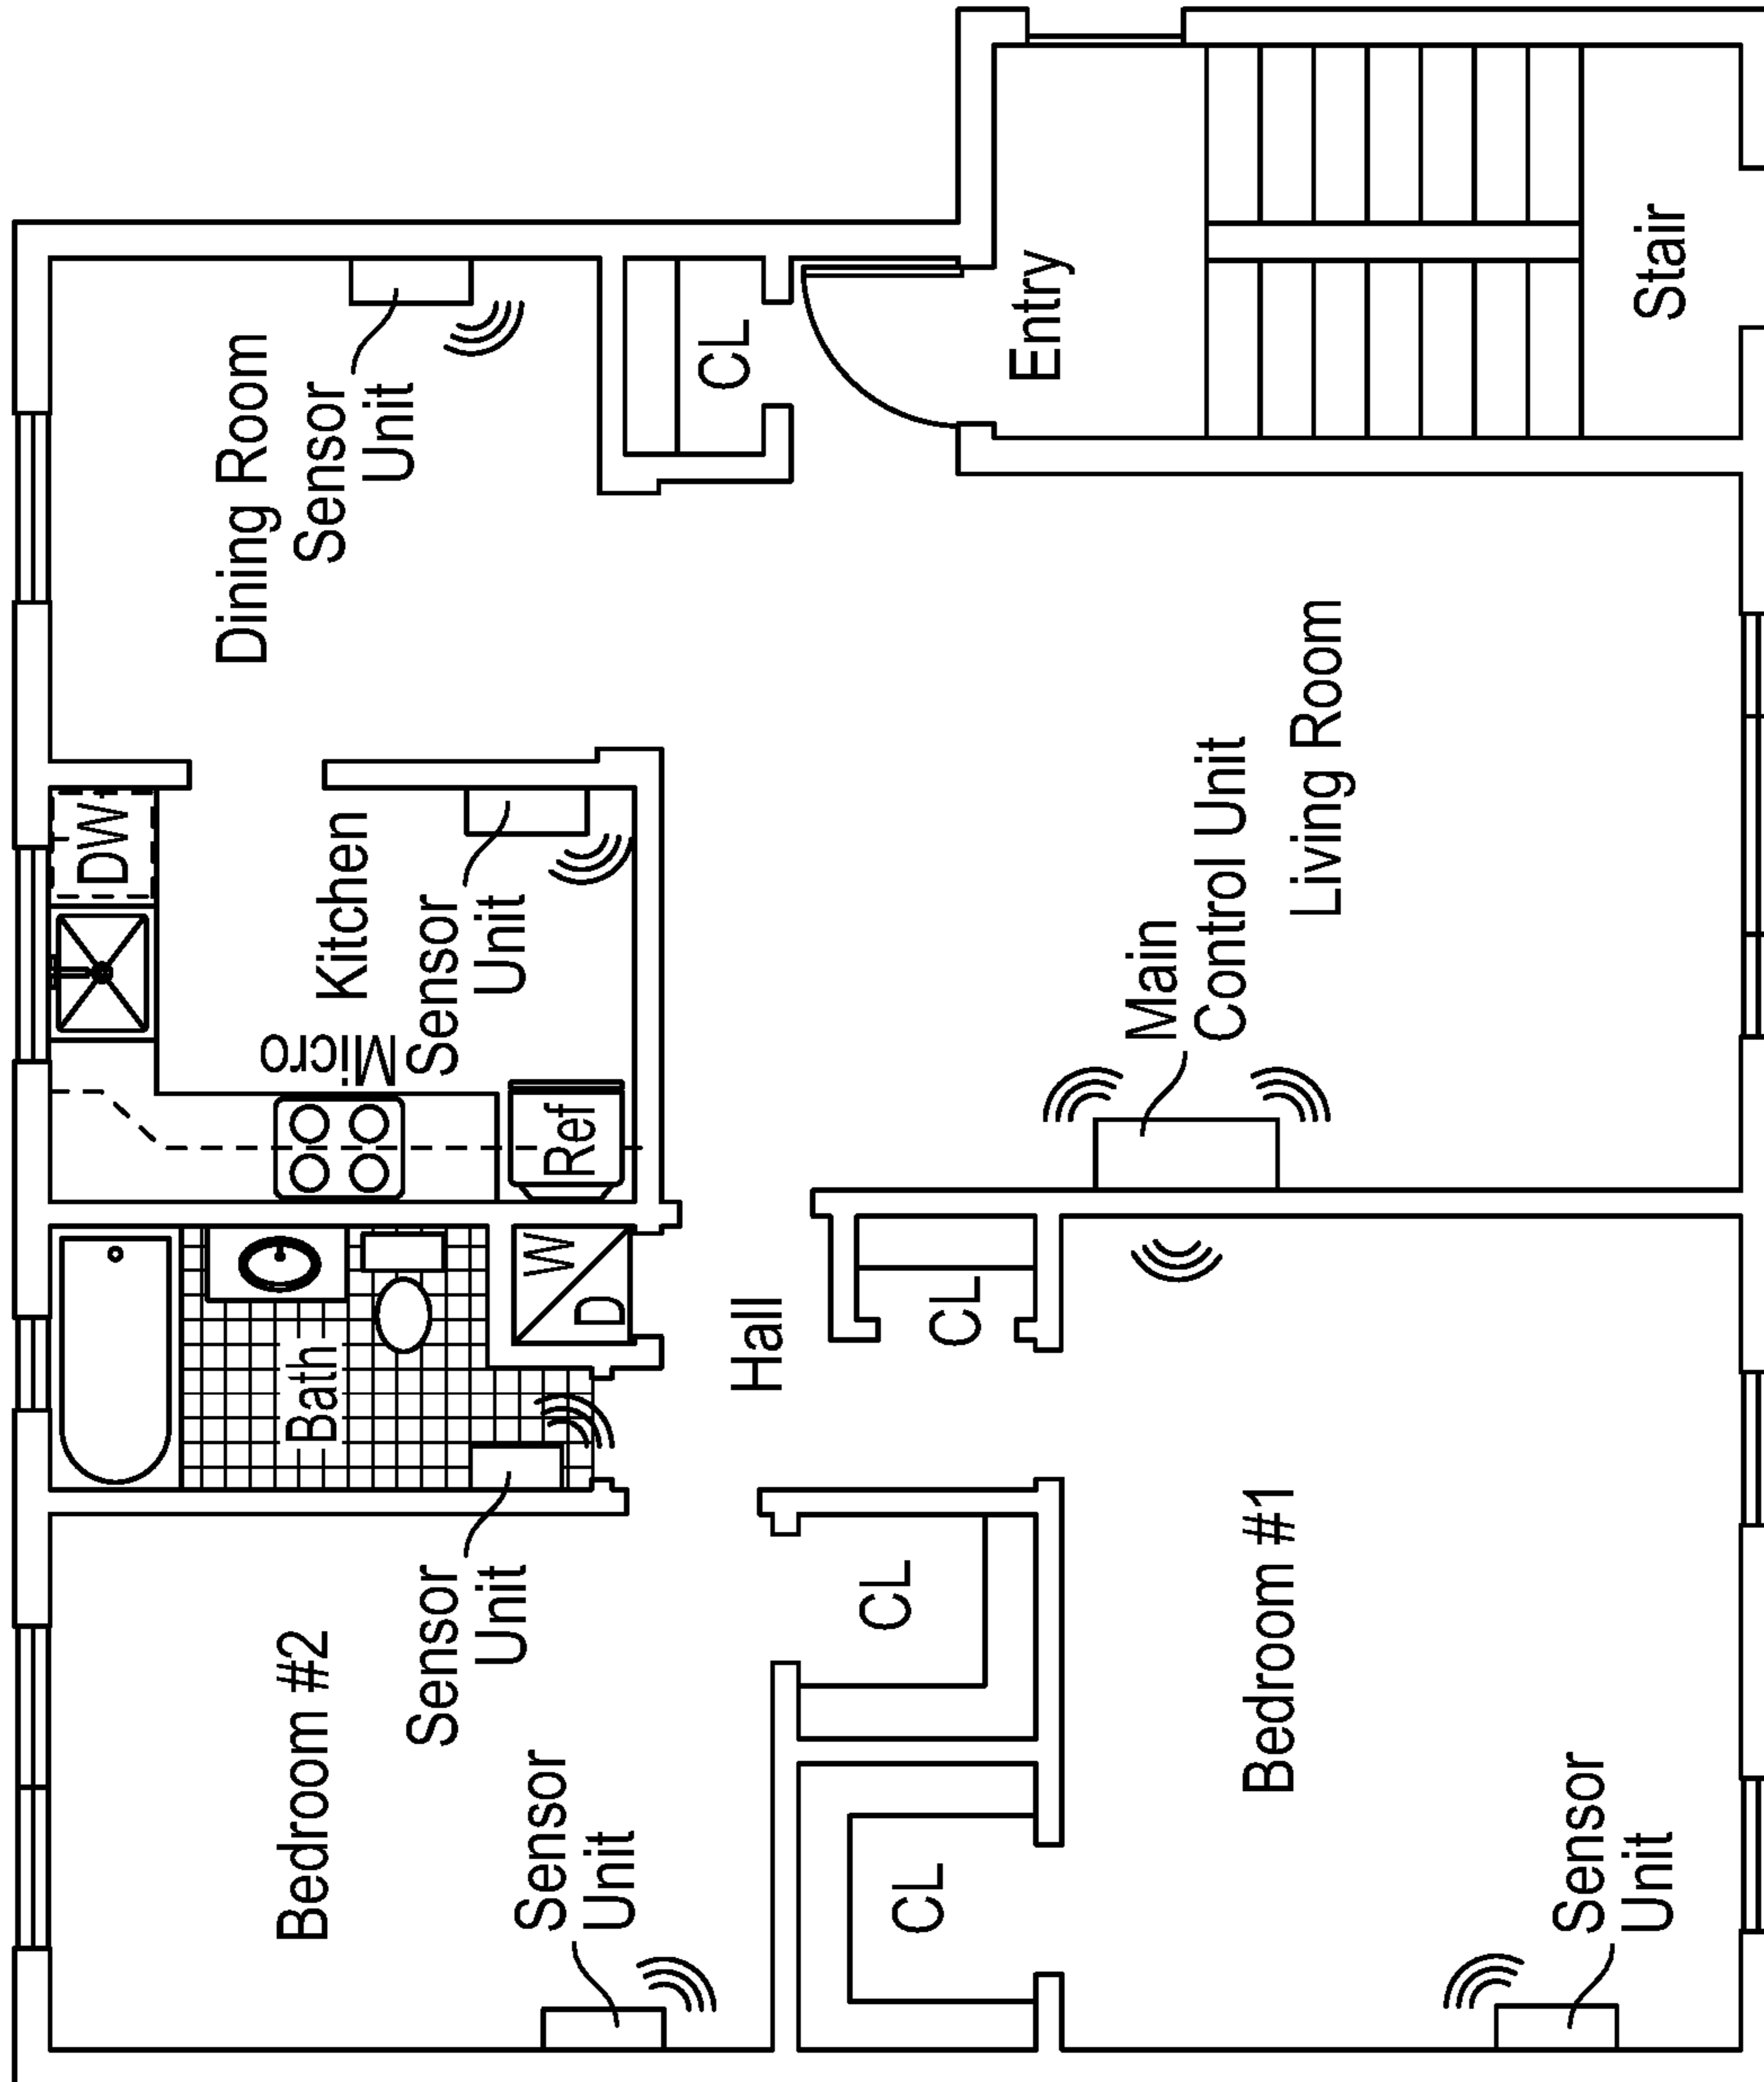 Bedroom #2
Sensor
Unit
Sensor
Unit
Bath
W
D
Kitchen
Micro
Sensor
Unit
Ref
DW
Dining Room
Sensor
Unit
CL
Hall
CL
CL
CL
Bedroom #1
Sensor
Unit
Main
Control Unit
Living Room
Entry
Stair